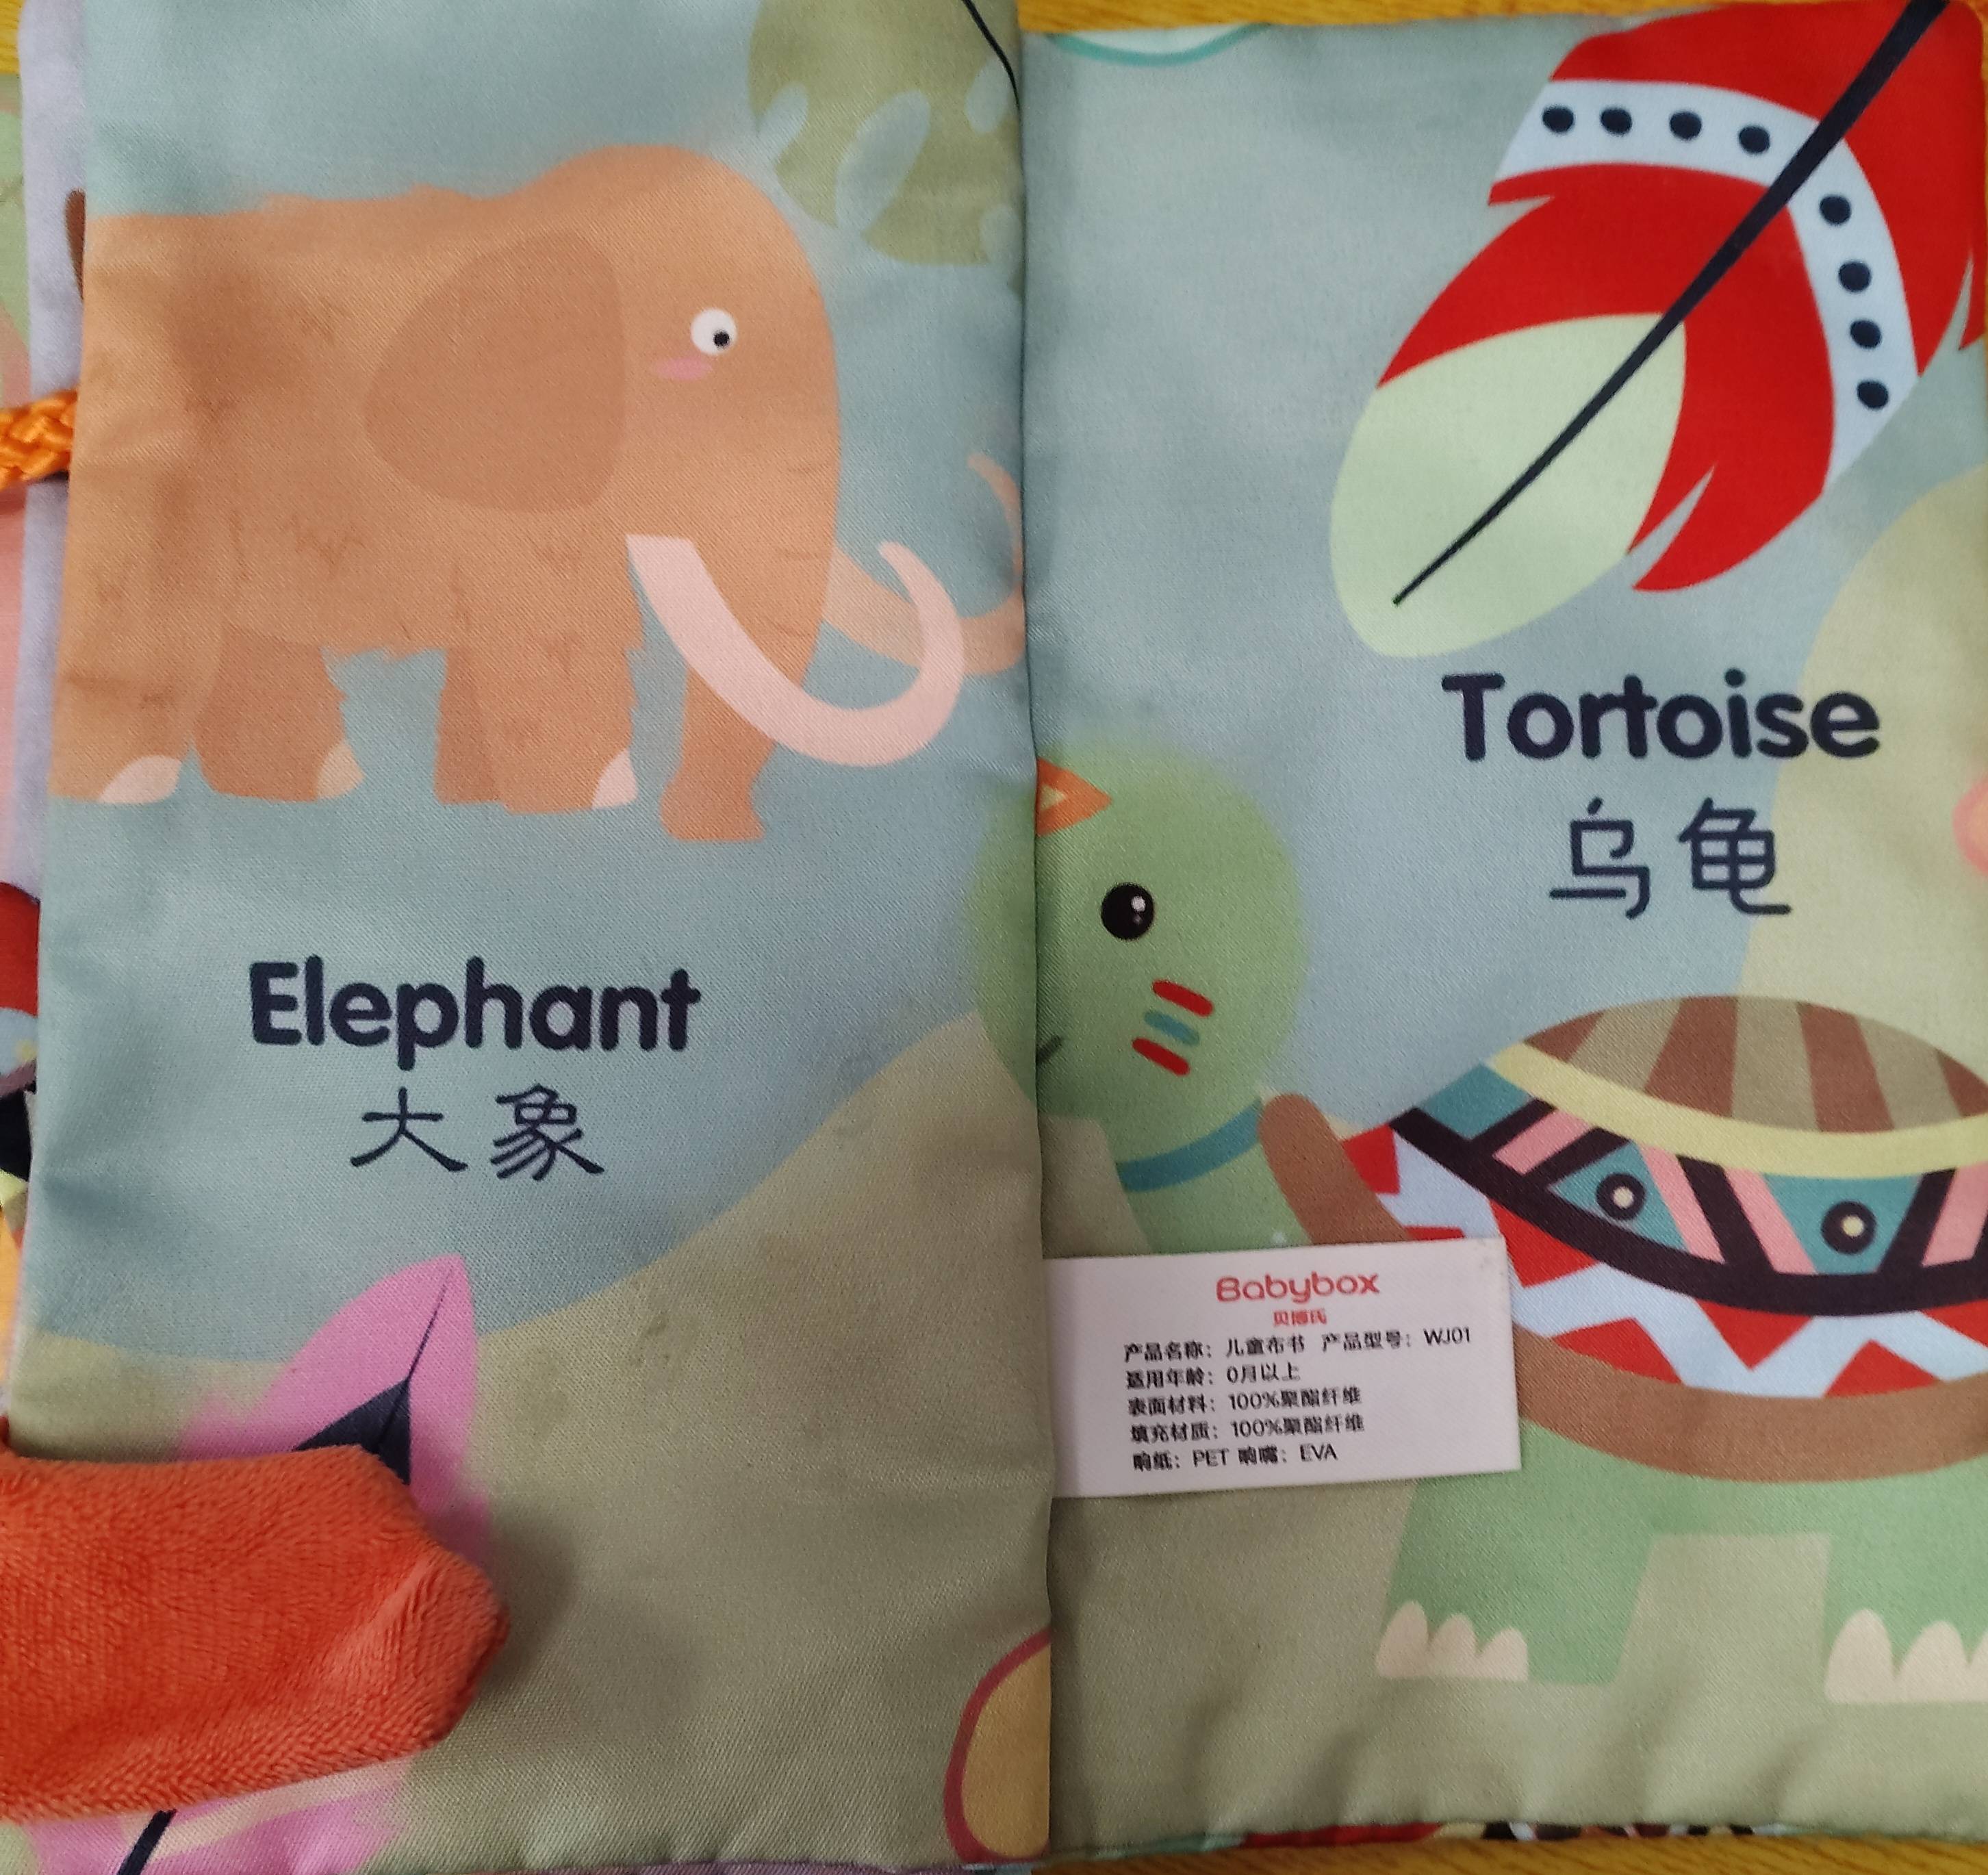 Elephant
大象
Tortoise
乌龟
Babybox
贝博氏
产品名称：儿童布书 产品型号：WJ01
适用年龄：0月以上
表面材料：100%聚酯纤维
填充材质：100%聚酯纤维
响纸：PET 响嘴：EVA